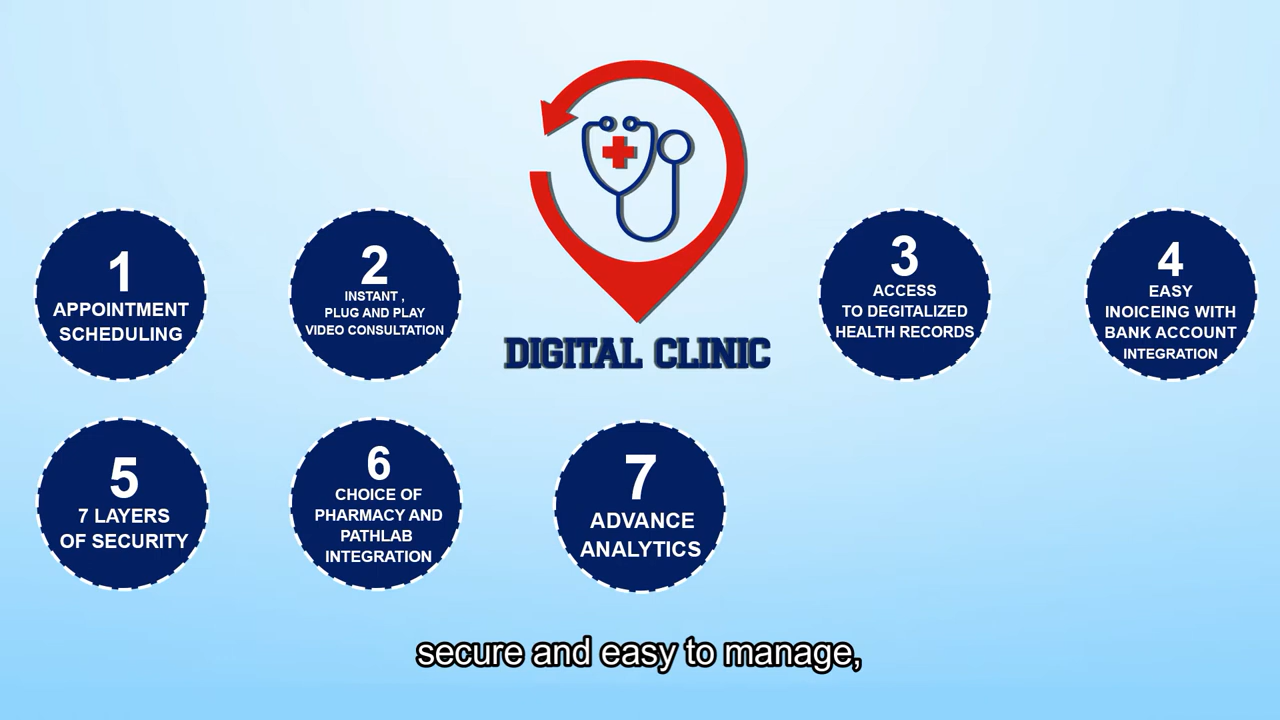 1
APPOINTMENT
SCHEDULING
2
INSTANT ,
PLUG AND PLAY
VIDEO CONSULTATION
DIGITAL CLINIC
3
ACCESS
TO DEGITALIZED
HEALTH RECORDS
4
EASY
INOICEING WITH
BANK ACCOUNT
INTEGRATION
5
7 LAYERS
OF SECURITY
6
CHOICE OF
PHARMACY AND
PATHLAB
INTEGRATION
7
ADVANCE
ANALYTICS
secure and easy to manage,